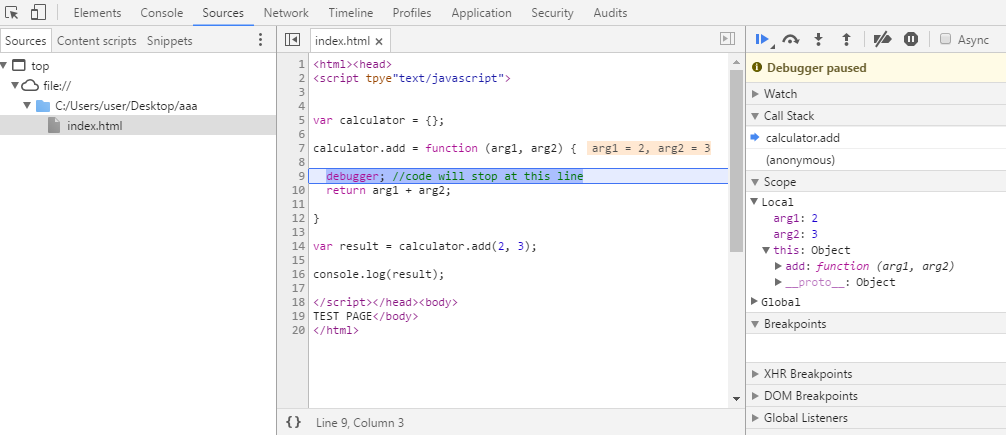 Elements Console Sources Network Timeline Profiles Application Security Audits
Sources Content scripts Snippets
top
file://
C:/Users/user/Desktop/aaa
index.html
index.html ×
1 <html><head>
2 <script tpye"text/javascript">
3
4
5 var calculator = {};
6
7 calculator.add = function (arg1, arg2) { arg1 = 2, arg2 = 3
8
9 debugger; //code will stop at this line
10 return arg1 + arg2;
11
12 }
13
14 var result = calculator.add(2, 3);
15
16 console.log(result);
17
18 </script></head><body>
19 TEST PAGE</body>
20 </html>
{} Line 9, Column 3
Async
Debugger paused
Watch
Call Stack
calculator.add
(anonymous)
Scope
Local
arg1: 2
arg2: 3
this: Object
add: function (arg1, arg2)
__proto__: Object
Global
Breakpoints
XHR Breakpoints
DOM Breakpoints
Global Listeners